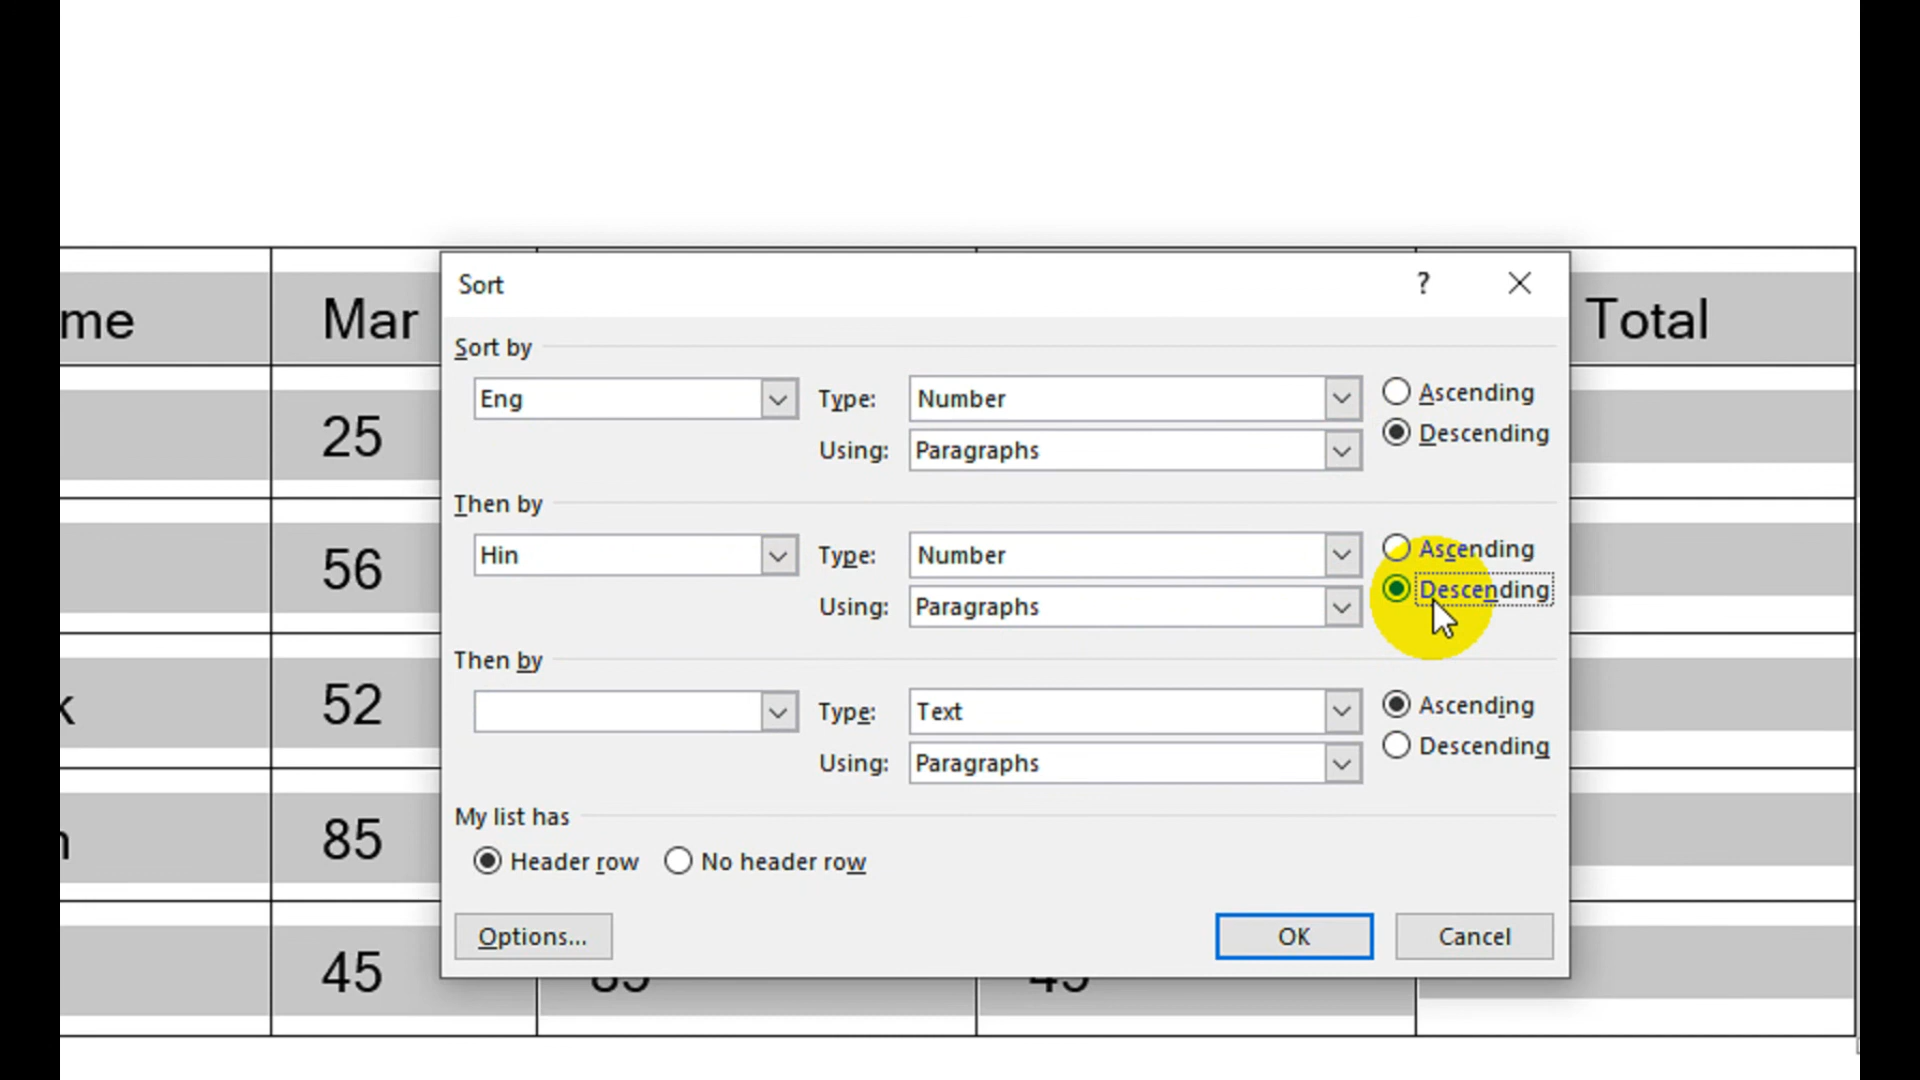 Sort ?
me Mar Total
Sort by
Eng Type: Number Ascending
Descending
25
Using: Paragraphs
Then by
Hin Type: Number Ascending
56
Descending
Using: Paragraphs
Then by
k 52 Type: Text Ascending
Descending
Using: Paragraphs
My list has
85
Header row No header row
Options... OK Cancel
45 85 45